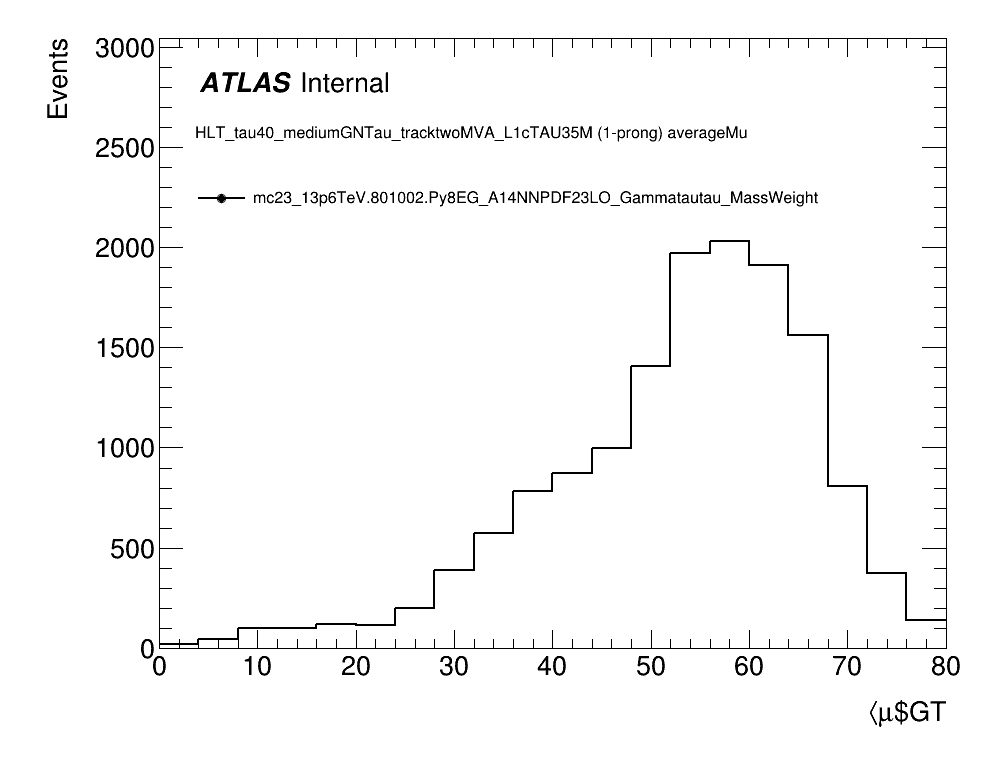 Events
3000
ATLAS Internal
HLT_tau40_mediumGNTau_tracktwoMVA_L1cTAU35M (1-prong) averageMu
2500
mc23_13p6TeV.801002.Py8EG_A14NNPDF23LO_Gammatautau_MassWeight
2000
1500
1000
500
0
0 10 20 30 40 50 60 70 80
⟨μ$GT